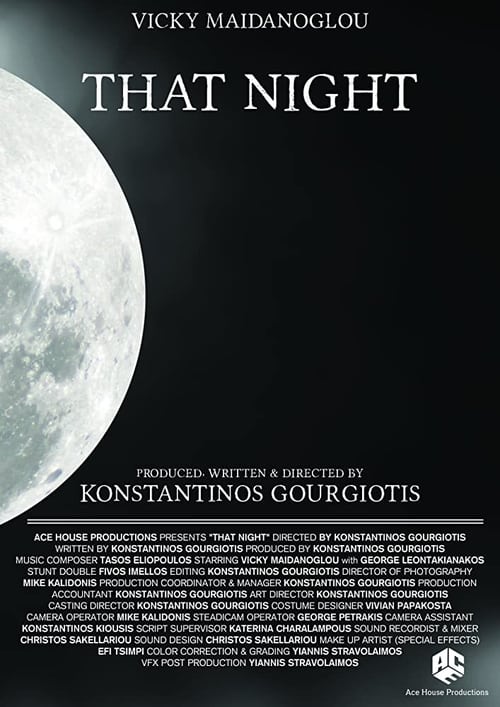 VICKY MAIDANOGLOU
THAT NIGHT
PRODUCED, WRITTEN & DIRECTED BY
KONSTANTINOS GOURGIOTIS
ACE HOUSE PRODUCTIONS PRESENTS "THAT NIGHT" DIRECTED BY KONSTANTINOS GOURGIOTIS
WRITTEN BY KONSTANTINOS GOURGIOTIS PRODUCED BY KONSTANTINOS GOURGIOTIS
MUSIC COMPOSER TASOS ELIOPOULOS STARRING VICKY MAIDANOGLOU with GEORGE LEONTAKIANAKOS
STUNT DOUBLE FIVOS IMELLOS EDITING KONSTANTINOS GOURGIOTIS DIRECTOR OF PHOTOGRAPHY
MIKE KALIDONIS PRODUCTION COORDINATOR & MANAGER KONSTANTINOS GOURGIOTIS PRODUCTION
ACCOUNTANT KONSTANTINOS GOURGIOTIS ART DIRECTOR KONSTANTINOS GOURGIOTIS
CASTING DIRECTOR KONSTANTINOS GOURGIOTIS COSTUME DESIGNER VIVIAN PAPAKOSTA
CAMERA OPERATOR MIKE KALIDONIS STEADICAM OPERATOR GEORGE PETRAKIS CAMERA ASSISTANT
KONSTANTINOS KIOUSIS SCRIPT SUPERVISOR KATERINA CHARALAMPOUS SOUND RECORDIST & MIXER
CHRISTOS SAKELLARIOU SOUND DESIGN CHRISTOS SAKELLARIOU MAKE UP ARTIST (SPECIAL EFFECTS)
EFI TSIMPI COLOR CORRECTION & GRADING YIANNIS STRAVOLAIMOS
VFX POST PRODUCTION YIANNIS STRAVOLAIMOS
ACE
Ace House Productions